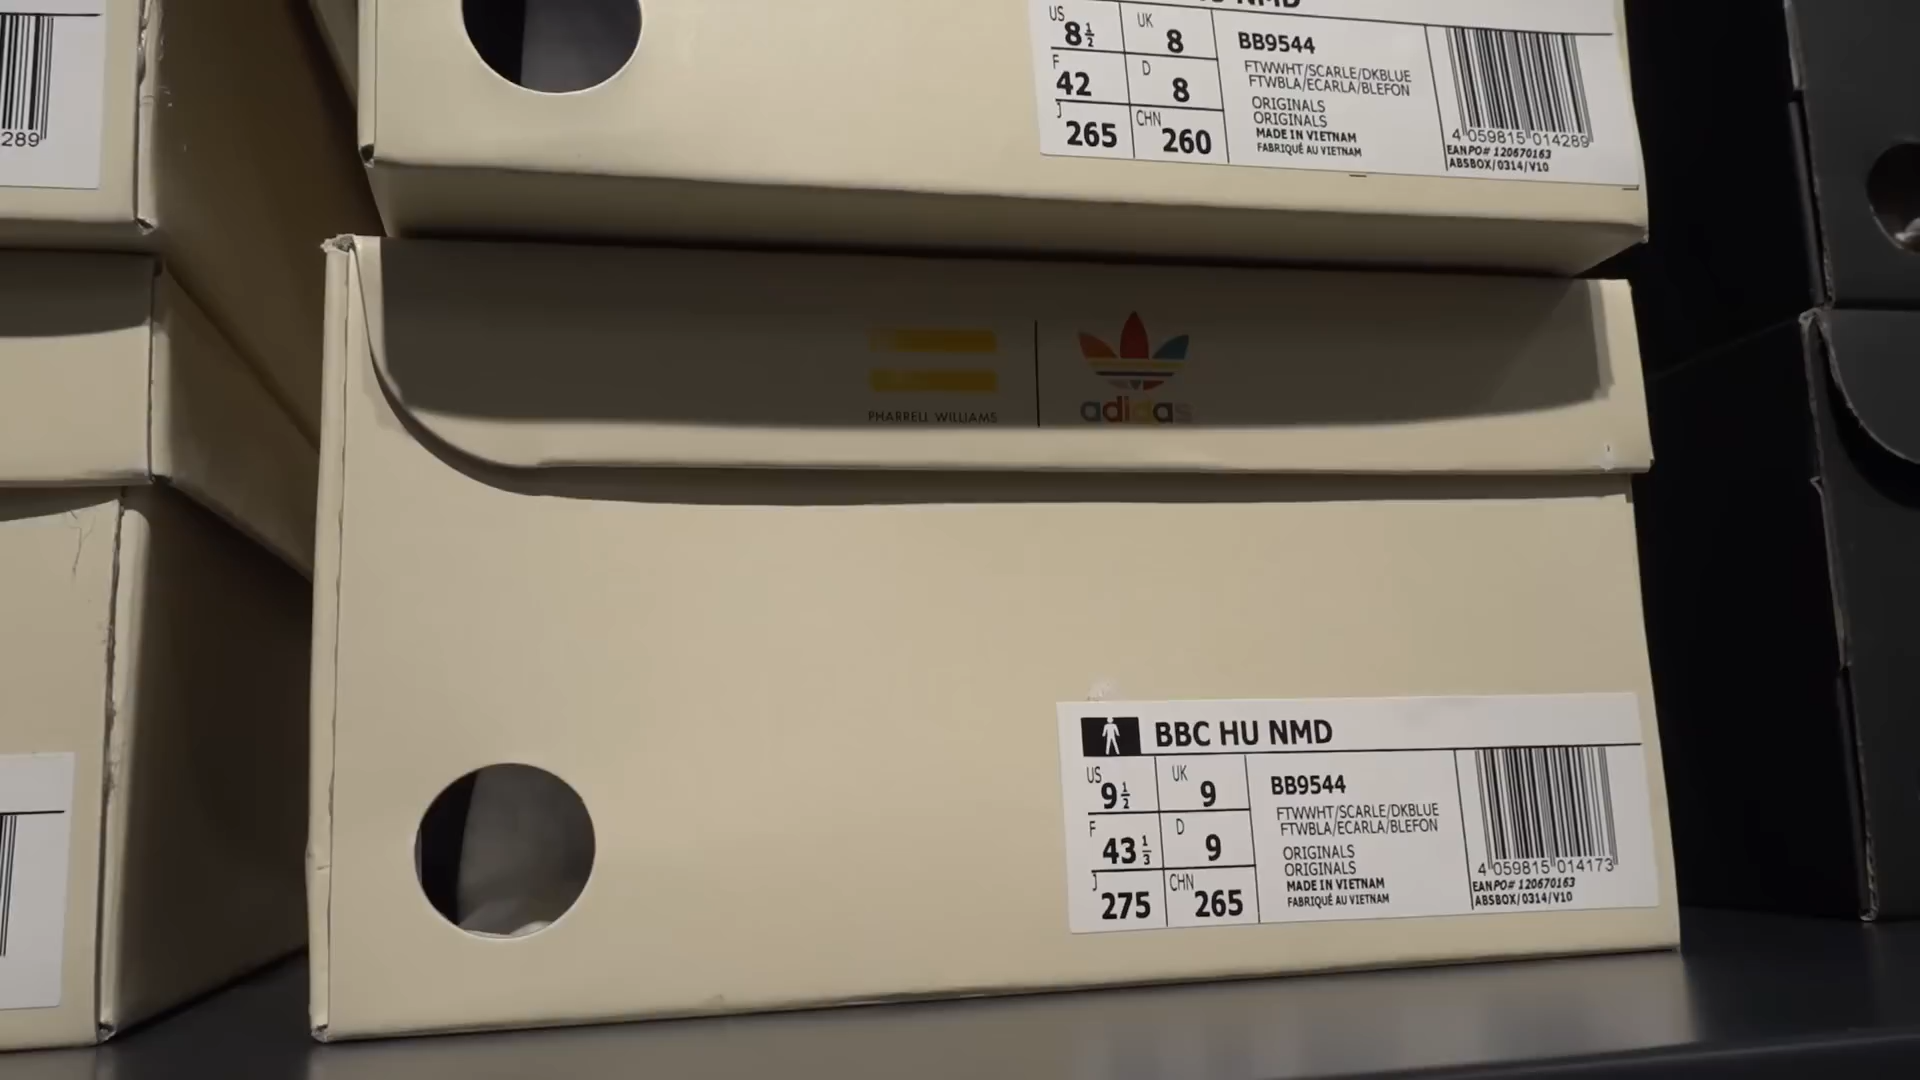 289
US 8½ UK 8
F 42 D 8
J 265 CHN 260
BB9544
FTWWHT/SCARLE/DKBLUE
FTWBLA/ECARLA/BLEFON
ORIGINALS
ORIGINALS
MADE IN VIETNAM
FABRIQUÉ AU VIETNAM
4 059815 014289
EAN PO# 120670163
ABSBOX/0314/V10
PHARRELL WILLIAMS
adidas
BBC HU NMD
US 9½ UK 9
F 43⅓ D 9
J 275 CHN 265
BB9544
FTWWHT/SCARLE/DKBLUE
FTWBLA/ECARLA/BLEFON
ORIGINALS
ORIGINALS
MADE IN VIETNAM
FABRIQUÉ AU VIETNAM
4 059815 014173
EAN PO# 120670163
ABSBOX/0314/V10